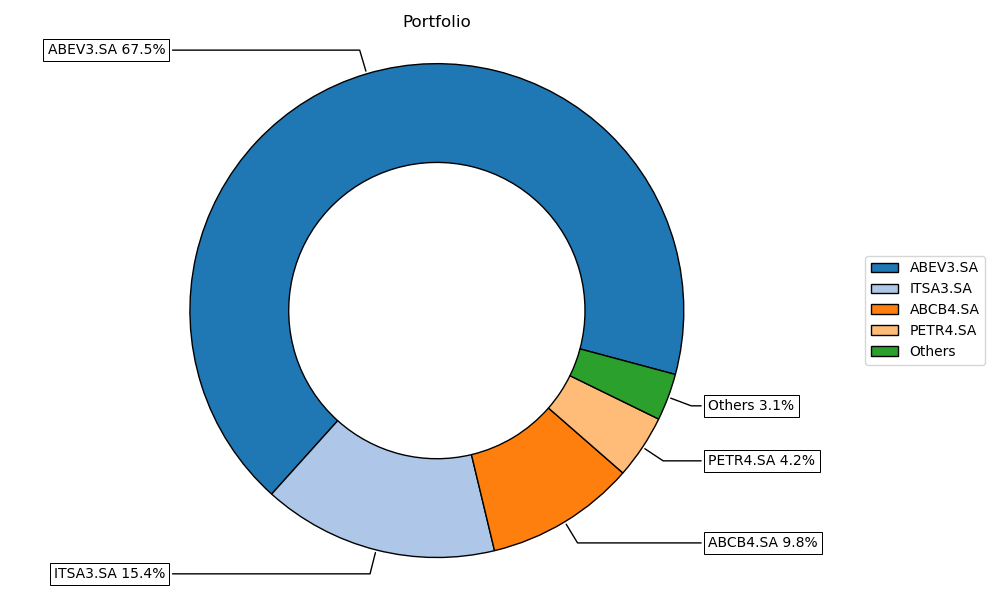 Portfolio
ABEV3.SA 67.5%
ABEV3.SA
ITSA3.SA
ABCB4.SA
PETR4.SA
Others
Others 3.1%
PETR4.SA 4.2%
ABCB4.SA 9.8%
ITSA3.SA 15.4%